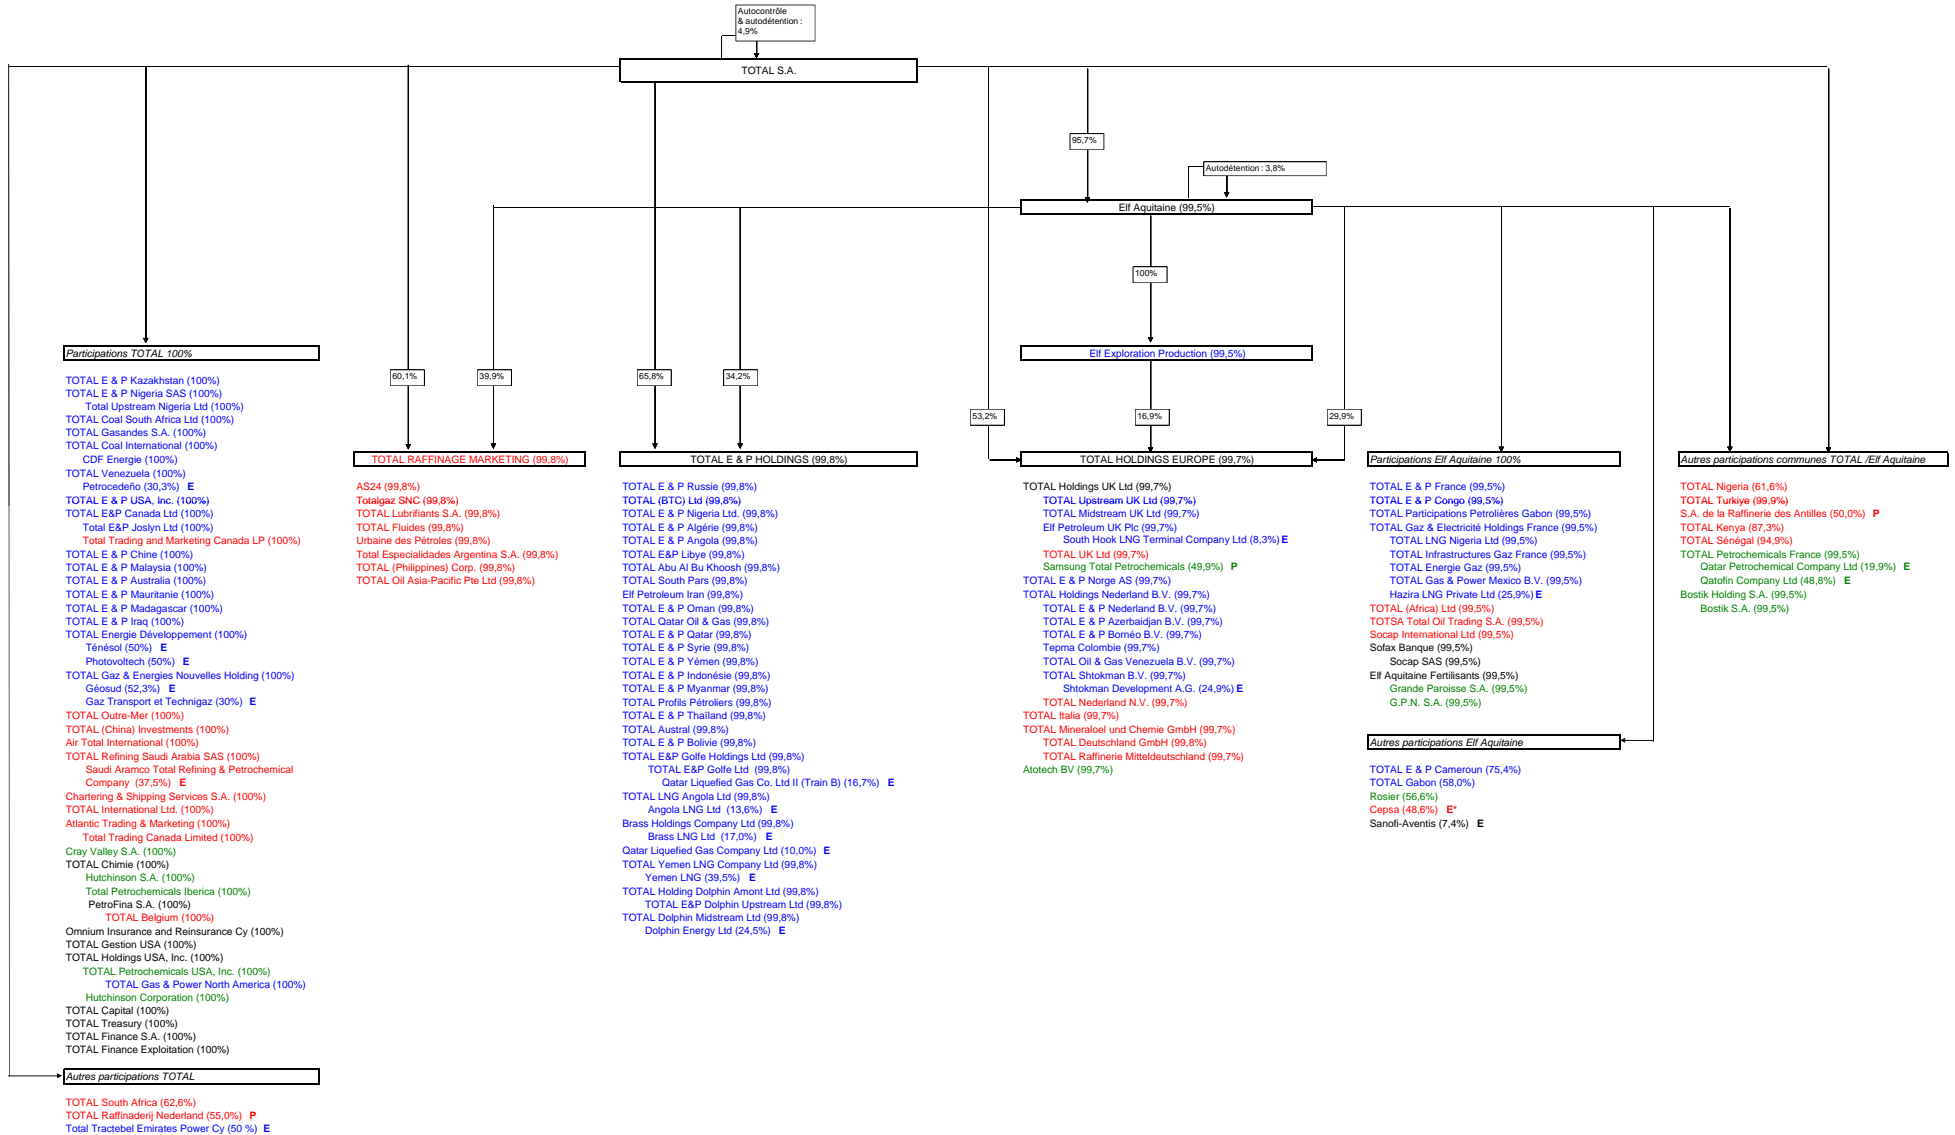 Autocontrôle
& autodétention :
4,9%
TOTAL S.A.
95,7%
Autodétention : 3,8%
Elf Aquitaine (99,5%)
100%
Elf Exploration Production (99,5%)
60,1%
39,9%
65,8%
34,2%
53,2%
16,9%
29,9%
Participations TOTAL 100%
TOTAL E & P Kazakhstan (100%)
TOTAL E & P Nigeria SAS (100%)
Total Upstream Nigeria Ltd (100%)
TOTAL Coal South Africa Ltd (100%)
TOTAL Gasandes S.A. (100%)
TOTAL Coal International (100%)
CDF Energie (100%)
TOTAL Venezuela (100%)
Petrocedeño (30,3%) E
TOTAL E & P USA, Inc. (100%)
TOTAL E&P Canada Ltd (100%)
Total E&P Joslyn Ltd (100%)
Total Trading and Marketing Canada LP (100%)
TOTAL E & P Chine (100%)
TOTAL E & P Malaysia (100%)
TOTAL E & P Australia (100%)
TOTAL E & P Mauritanie (100%)
TOTAL E & P Madagascar (100%)
TOTAL E & P Iraq (100%)
TOTAL Energie Développement (100%)
Ténésol (50%) E
Photovoltech (50%) E
TOTAL Gaz & Energies Nouvelles Holding (100%)
Géosud (52,3%) E
Gaz Transport et Technigaz (30%) E
TOTAL Outre-Mer (100%)
TOTAL (China) Investments (100%)
Air Total International (100%)
TOTAL Refining Saudi Arabia SAS (100%)
Saudi Aramco Total Refining & Petrochemical
Company (37,5%) E
Chartering & Shipping Services S.A. (100%)
TOTAL International Ltd. (100%)
Atlantic Trading & Marketing (100%)
Total Trading Canada Limited (100%)
Cray Valley S.A. (100%)
TOTAL Chimie (100%)
Hutchinson S.A. (100%)
Total Petrochemicals Iberica (100%)
PetroFina S.A. (100%)
TOTAL Belgium (100%)
Omnium Insurance and Reinsurance Cy (100%)
TOTAL Gestion USA (100%)
TOTAL Holdings USA, Inc. (100%)
TOTAL Petrochemicals USA, Inc. (100%)
TOTAL Gas & Power North America (100%)
Hutchinson Corporation (100%)
TOTAL Capital (100%)
TOTAL Treasury (100%)
TOTAL Finance S.A. (100%)
TOTAL Finance Exploitation (100%)
Autres participations TOTAL
TOTAL South Africa (62,6%)
TOTAL Raffinaderij Nederland (55,0%) P
Total Tractebel Emirates Power Cy (50 %) E
TOTAL RAFFINAGE MARKETING (99,8%)
AS24 (99,8%)
Totalgaz SNC (99,8%)
TOTAL Lubrifiants S.A. (99,8%)
TOTAL Fluides (99,8%)
Urbaine des Pétroles (99,8%)
Total Especialidades Argentina S.A. (99,8%)
TOTAL (Philippines) Corp. (99,8%)
TOTAL Oil Asia-Pacific Pte Ltd (99,8%)
TOTAL E & P HOLDINGS (99,8%)
TOTAL E & P Russie (99,8%)
TOTAL (BTC) Ltd (99,8%)
TOTAL E & P Nigeria Ltd. (99,8%)
TOTAL E & P Algérie (99,8%)
TOTAL E & P Angola (99,8%)
TOTAL E&P Libye (99,8%)
TOTAL Abu Al Bu Khoosh (99,8%)
TOTAL South Pars (99,8%)
Elf Petroleum Iran (99,8%)
TOTAL E & P Oman (99,8%)
TOTAL Qatar Oil & Gas (99,8%)
TOTAL E & P Qatar (99,8%)
TOTAL E & P Syrie (99,8%)
TOTAL E & P Yémen (99,8%)
TOTAL E & P Indonésie (99,8%)
TOTAL E & P Myanmar (99,8%)
TOTAL Profils Pétroliers (99,8%)
TOTAL E & P Thaïland (99,8%)
TOTAL Austral (99,8%)
TOTAL E & P Bolivie (99,8%)
TOTAL E&P Golfe Holdings Ltd (99,8%)
TOTAL E&P Golfe Ltd (99,8%)
Qatar Liquefied Gas Co. Ltd II (Train B) (16,7%) E
TOTAL LNG Angola Ltd (99,8%)
Angola LNG Ltd (13,6%) E
Brass Holdings Company Ltd (99,8%)
Brass LNG Ltd (17,0%) E
Qatar Liquefied Gas Company Ltd (10,0%) E
TOTAL Yemen LNG Company Ltd (99,8%)
Yemen LNG (39,5%) E
TOTAL Holding Dolphin Amont Ltd (99,8%)
TOTAL E&P Dolphin Upstream Ltd (99,8%)
TOTAL Dolphin Midstream Ltd (99,8%)
Dolphin Energy Ltd (24,5%) E
TOTAL HOLDINGS EUROPE (99,7%)
TOTAL Holdings UK Ltd (99,7%)
TOTAL Upstream UK Ltd (99,7%)
TOTAL Midstream UK Ltd (99,7%)
Elf Petroleum UK Plc (99,7%)
South Hook LNG Terminal Company Ltd (8,3%) E
TOTAL UK Ltd (99,7%)
Samsung Total Petrochemicals (49,9%) P
TOTAL E & P Norge AS (99,7%)
TOTAL Holdings Nederland B.V. (99,7%)
TOTAL E & P Nederland B.V. (99,7%)
TOTAL E & P Azerbaidjan B.V. (99,7%)
TOTAL E & P Bornéo B.V. (99,7%)
Tepma Colombie (99,7%)
TOTAL Oil & Gas Venezuela B.V. (99,7%)
TOTAL Shtokman B.V. (99,7%)
Shtokman Development A.G. (24,9%) E
TOTAL Nederland N.V. (99,7%)
TOTAL Italia (99,7%)
TOTAL Mineraloel und Chemie GmbH (99,7%)
TOTAL Deutschland GmbH (99,8%)
TOTAL Raffinerie Mitteldeutschland (99,7%)
Atotech BV (99,7%)
Participations Elf Aquitaine 100%
TOTAL E & P France (99,5%)
TOTAL E & P Congo (99,5%)
TOTAL Participations Petrolières Gabon (99,5%)
TOTAL Gaz & Electricité Holdings France (99,5%)
TOTAL LNG Nigeria Ltd (99,5%)
TOTAL Infrastructures Gaz France (99,5%)
TOTAL Energie Gaz (99,5%)
TOTAL Gas & Power Mexico B.V. (99,5%)
Hazira LNG Private Ltd (25,9%) E
TOTAL (Africa) Ltd (99,5%)
TOTSA Total Oil Trading S.A. (99,5%)
Socap International Ltd (99,5%)
Sofax Banque (99,5%)
Socap SAS (99,5%)
Elf Aquitaine Fertilisants (99,5%)
Grande Paroisse S.A. (99,5%)
G.P.N. S.A. (99,5%)
Autres participations Elf Aquitaine
TOTAL E & P Cameroun (75,4%)
TOTAL Gabon (58,0%)
Rosier (56,6%)
Cepsa (48,6%) E*
Sanofi-Aventis (7,4%) E
Autres participations communes TOTAL /Elf Aquitaine
TOTAL Nigeria (61,6%)
TOTAL Turkiye (99,9%)
S.A. de la Raffinerie des Antilles (50,0%) P
TOTAL Kenya (87,3%)
TOTAL Sénégal (94,9%)
TOTAL Petrochemicals France (99,5%)
Qatar Petrochemical Company Ltd (19,9%) E
Qatofin Company Ltd (48,8%) E
Bostik Holding S.A. (99,5%)
Bostik S.A. (99,5%)